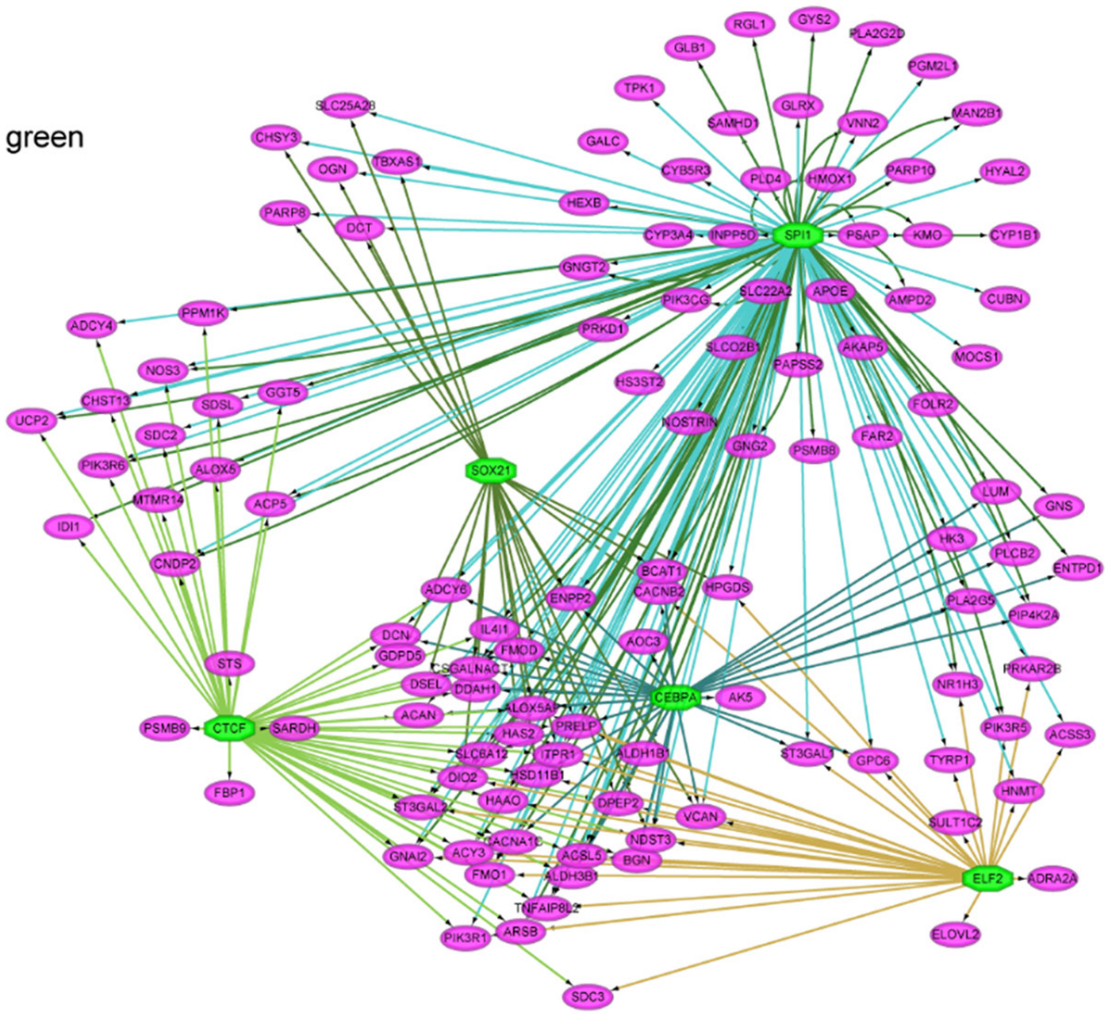 RGL1
GYS2
PLA2G2D
GLB1
PGM2L1
TPK1
GLRX
SLC25A28
SAMHD1
VNN2
MAN2B1
green
CHSY3
GALC
OGN
TBXAS1
CYB5R3
PLD4
HMOX1
PARP10
HYAL2
PARP8
HEXB
DCT
CYP3A4
INPP5D
SPI1
PSAP
KMO
CYP1B1
GNGT2
SLC22A2
APOE
PIK3CG
AMPD2
CUBN
ADCY4
PPM1K
PRKD1
SLCO2B1
AKAP5
MOCS1
NOS3
PAPSS2
HS3ST2
CHST13
SDSL
GGT5
FOLR2
UCP2
SDC2
NOSTRIN
GNG2
PSMB8
FAR2
PIK3R6
ALOX5
SOX21
MTMR14
ACP5
LUM
GNS
IDI1
HK3
PLCB2
CNDP2
ENTPD1
ADCY6
ENPP2
BCAT1
CACNB2
HPGDS
PLA2G5
PIP4K2A
DCN
IL4I1
FMOD
AOC3
GDPD5
STS
CSGALNACT1
PRKAR2B
DSEL
DDAH1
NR1H3
CEBPA
AK5
ACAN
PRELP
PSMB9
CTCF
SARDH
HAS2
PIK3R5
ACSS3
SLC6A12
ITPR1
ALDH1B1
ST3GAL1
GPC6
TYRP1
DIO2
HSD11B1
FBP1
HNMT
ST3GAL2
HAAO
DPEP2
VCAN
SULT1C2
CACNA1C
NDST3
GNAI2
ACY3
ACSL5
BGN
FMO1
ALDH3B1
ELF2
ADRA2A
TNFAIP8L2
PIK3R1
ARSB
ELOVL2
SDC3